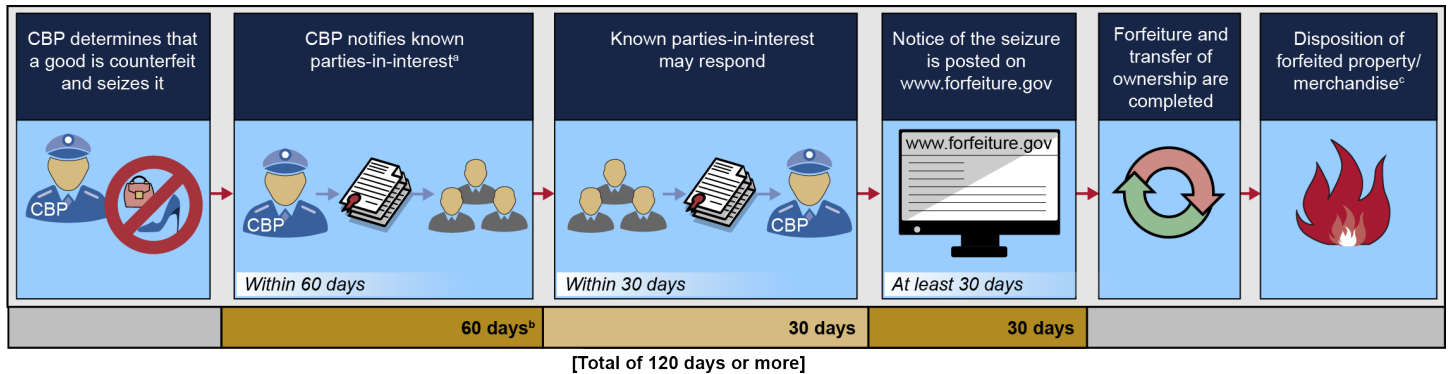 CBP determines that
a good is counterfeit
and seizes it
CBP
CBP notifies known
parties-in-interestᵃ
CBP
Within 60 days
Known parties-in-interest
may respond
CBP
Within 30 days
Notice of the seizure
is posted on
www.forfeiture.gov
www.forfeiture.gov
At least 30 days
Forfeiture and
transfer of
ownership are
completed
Disposition of
forfeited property/
merchandiseᶜ
60 daysᵇ
30 days
30 days
[Total of 120 days or more]